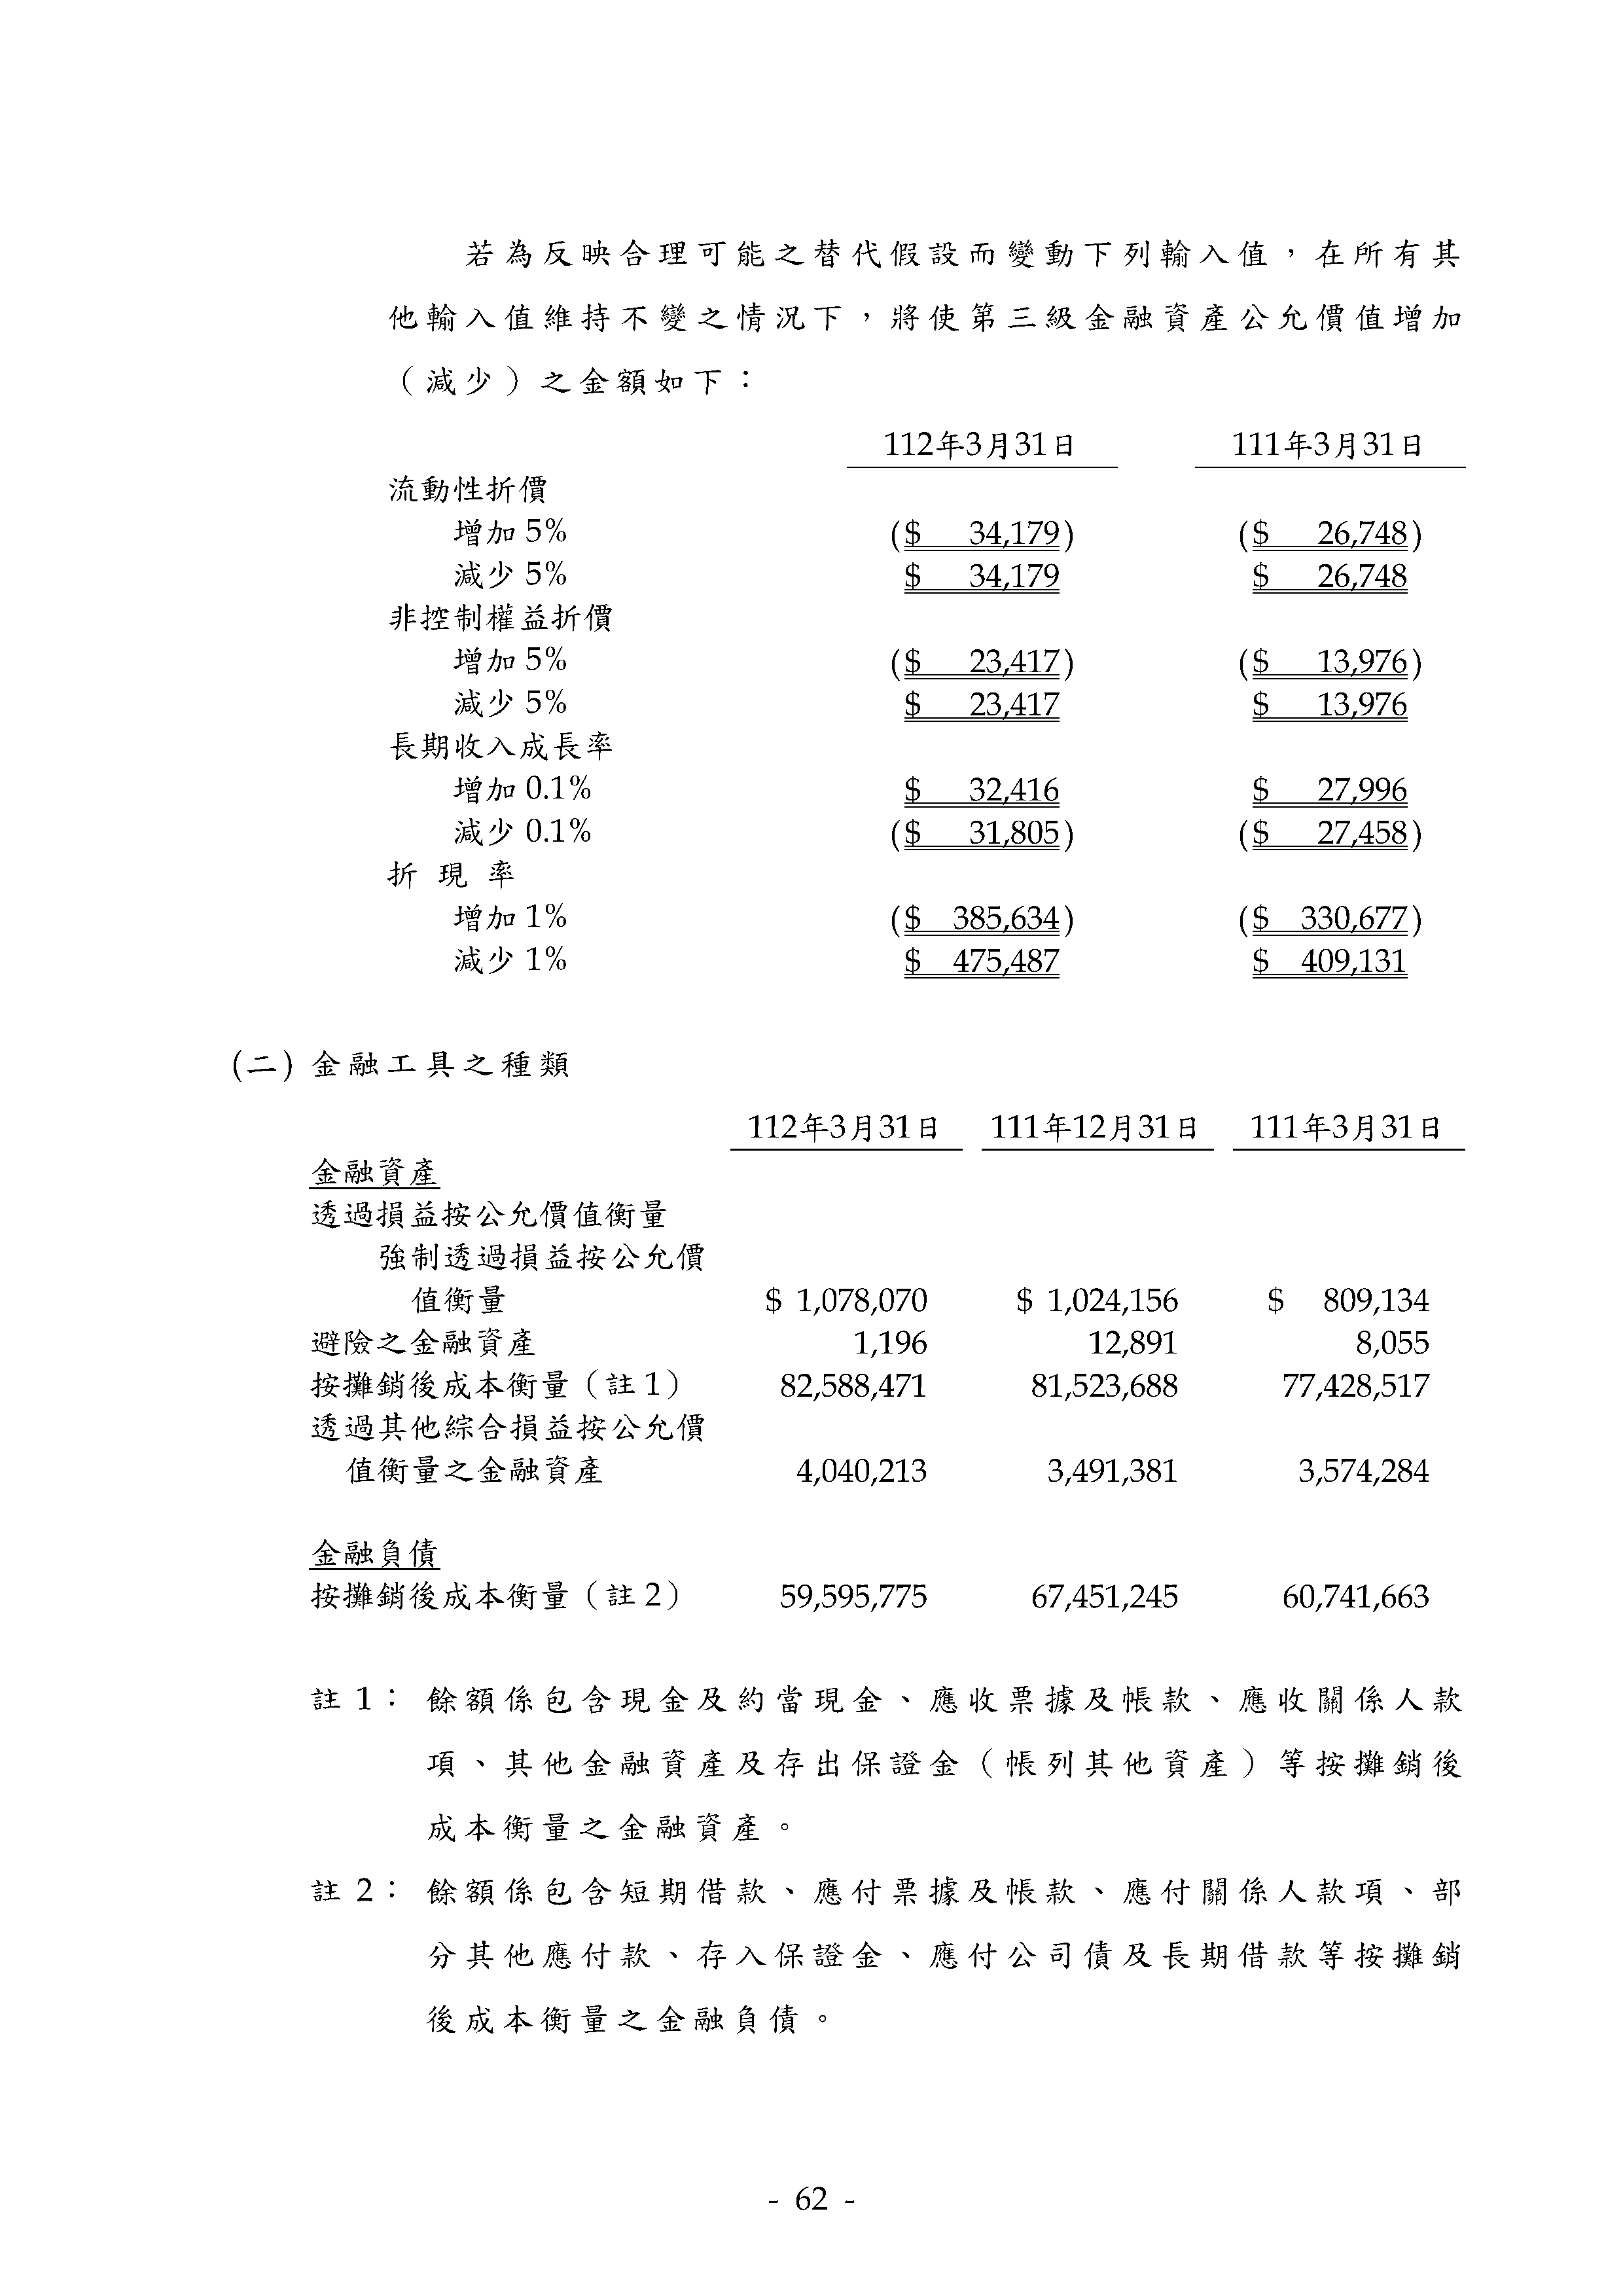 若為反映合理可能之替代假設而變動下列輸入值，在所有其
他輸入值維持不變之情況下，將使第三級金融資產公允價值增加
（減少）之金額如下：
112年3月31日 111年3月31日
流動性折價
增加 5% ($ 34,179) ($ 26,748)
減少 5% $ 34,179 $ 26,748
非控制權益折價
增加 5% ($ 23,417) ($ 13,976)
減少 5% $ 23,417 $ 13,976
長期收入成長率
增加 0.1% $ 32,416 $ 27,996
減少 0.1% ($ 31,805) ($ 27,458)
折現率
增加 1% ($ 385,634) ($ 330,677)
減少 1% $ 475,487 $ 409,131
(二) 金融工具之種類
112年3月31日 111年12月31日 111年3月31日
金融資產
透過損益按公允價值衡量
強制透過損益按公允價
值衡量 $ 1,078,070 $ 1,024,156 $ 809,134
避險之金融資產 1,196 12,891 8,055
按攤銷後成本衡量（註 1） 82,588,471 81,523,688 77,428,517
透過其他綜合損益按公允價
值衡量之金融資產 4,040,213 3,491,381 3,574,284
金融負債
按攤銷後成本衡量（註 2） 59,595,775 67,451,245 60,741,663
註 1： 餘額係包含現金及約當現金、應收票據及帳款、應收關係人款
項、其他金融資產及存出保證金（帳列其他資產）等按攤銷後
成本衡量之金融資產。
註 2： 餘額係包含短期借款、應付票據及帳款、應付關係人款項、部
分其他應付款、存入保證金、應付公司債及長期借款等按攤銷
後成本衡量之金融負債。
- 62 -